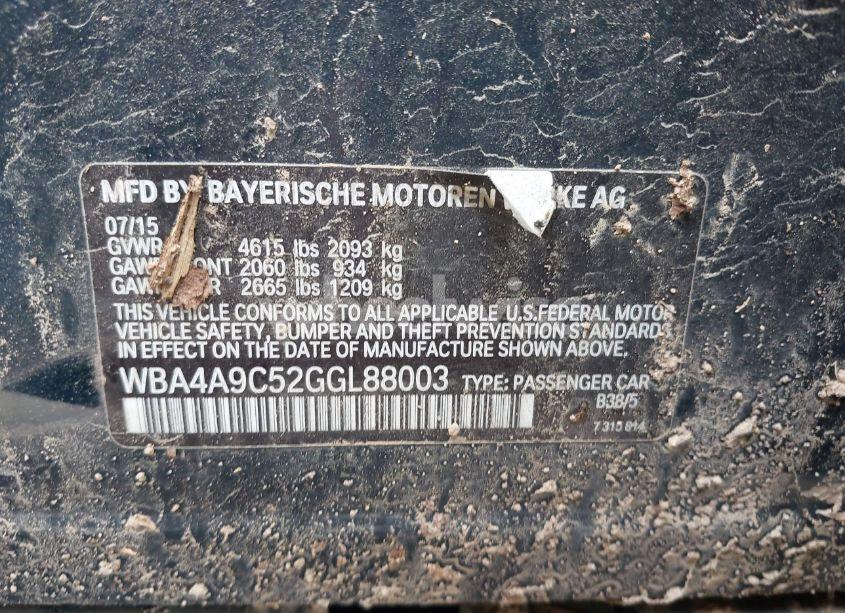 MFD BY BAYERISCHE MOTOREN KE AG
07/15
GVWR 4615 lbs 2093 kg
GAW NT 2060 lbs 934 kg
GAW R 2665 lbs 1209 kg
THIS VEHICLE CONFORMS TO ALL APPLICABLE U.S.FEDERAL MOTOR
VEHICLE SAFETY, BUMPER AND THEFT PREVENTION STANDARDS
IN EFFECT ON THE DATE OF MANUFACTURE SHOWN ABOVE.
WBA4A9C52GGL88003 TYPE: PASSENGER CAR
B38/5
7 315 814